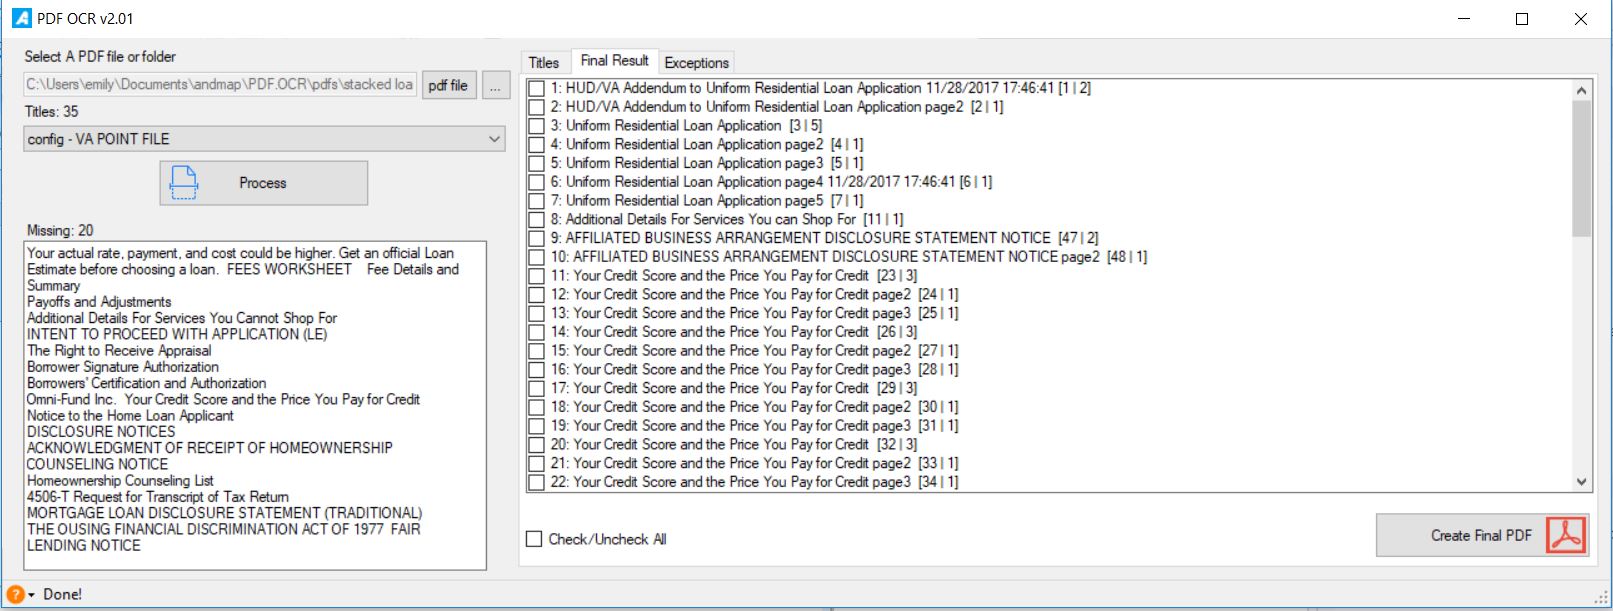 PDF OCR v2.01
Select A PDF file or folder
C:\Users\emily\Documents\andmap\PDF.OCR\pdfs\stacked loa
pdf file
...
Titles: 35
config - VA POINT FILE
Process
Missing: 20
Your actual rate, payment, and cost could be higher. Get an official Loan
Estimate before choosing a loan.  FEES WORKSHEET    Fee Details and
Summary
Payoffs and Adjustments
Additional Details For Services You Cannot Shop For
INTENT TO PROCEED WITH APPLICATION (LE)
The Right to Receive Appraisal
Borrower Signature Authorization
Borrowers' Certification and Authorization
Omni-Fund Inc.  Your Credit Score and the Price You Pay for Credit
Notice to the Home Loan Applicant
DISCLOSURE NOTICES
ACKNOWLEDGMENT OF RECEIPT OF HOMEOWNERSHIP
COUNSELING NOTICE
Homeownership Counseling List
4506-T Request for Transcript of Tax Return
MORTGAGE LOAN DISCLOSURE STATEMENT (TRADITIONAL)
THE OUSING FINANCIAL DISCRIMINATION ACT OF 1977  FAIR
LENDING NOTICE
Titles
Final Result
Exceptions
1: HUD/VA Addendum to Uniform Residential Loan Application 11/28/2017 17:46:41 [1 | 2]
2: HUD/VA Addendum to Uniform Residential Loan Application page2  [2 | 1]
3: Uniform Residential Loan Application  [3 | 5]
4: Uniform Residential Loan Application page2  [4 | 1]
5: Uniform Residential Loan Application page3  [5 | 1]
6: Uniform Residential Loan Application page4 11/28/2017 17:46:41 [6 | 1]
7: Uniform Residential Loan Application page5  [7 | 1]
8: Additional Details For Services You can Shop For  [11 | 1]
9: AFFILIATED BUSINESS ARRANGEMENT DISCLOSURE STATEMENT NOTICE  [47 | 2]
10: AFFILIATED BUSINESS ARRANGEMENT DISCLOSURE STATEMENT NOTICE page2  [48 | 1]
11: Your Credit Score and the Price You Pay for Credit  [23 | 3]
12: Your Credit Score and the Price You Pay for Credit page2  [24 | 1]
13: Your Credit Score and the Price You Pay for Credit page3  [25 | 1]
14: Your Credit Score and the Price You Pay for Credit  [26 | 3]
15: Your Credit Score and the Price You Pay for Credit page2  [27 | 1]
16: Your Credit Score and the Price You Pay for Credit page3  [28 | 1]
17: Your Credit Score and the Price You Pay for Credit  [29 | 3]
18: Your Credit Score and the Price You Pay for Credit page2  [30 | 1]
19: Your Credit Score and the Price You Pay for Credit page3  [31 | 1]
20: Your Credit Score and the Price You Pay for Credit  [32 | 3]
21: Your Credit Score and the Price You Pay for Credit page2  [33 | 1]
22: Your Credit Score and the Price You Pay for Credit page3  [34 | 1]
Check/Uncheck All
Create Final PDF
Done!